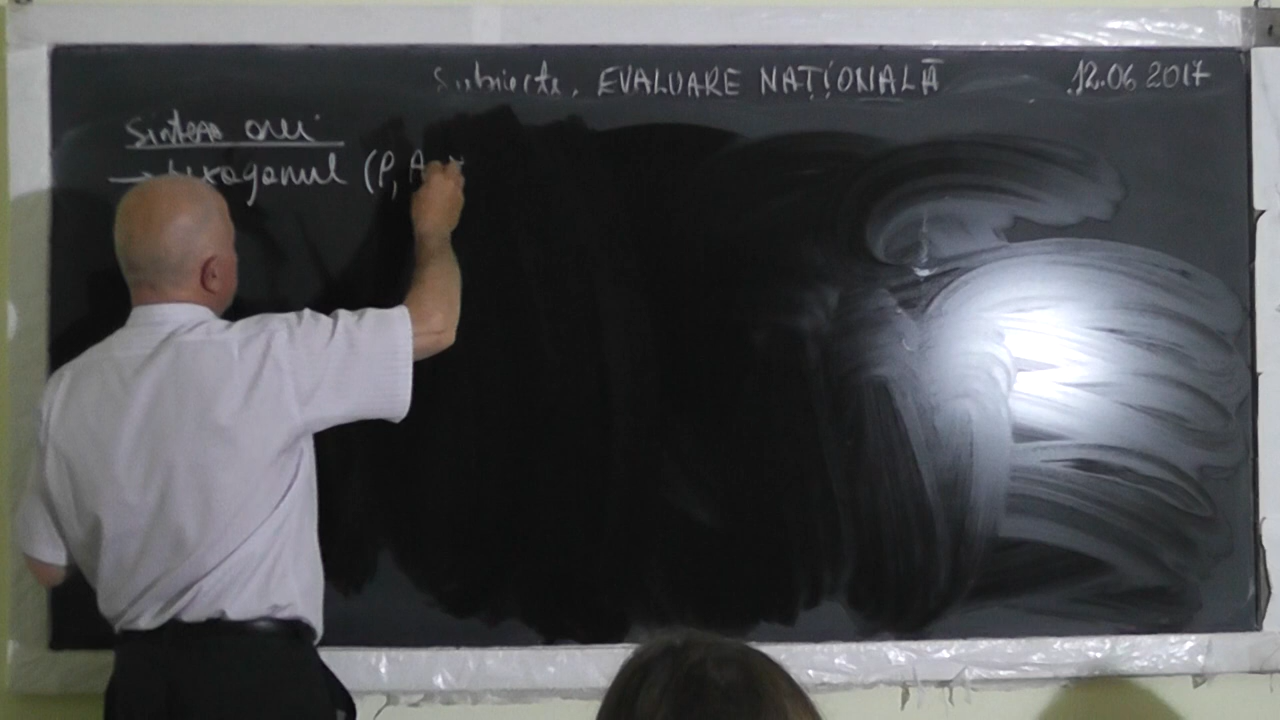 Subiecte, EVALUARE NAȚIONALĂ 12.06.2017
Sinteza orei
→ hexagonul (P, A